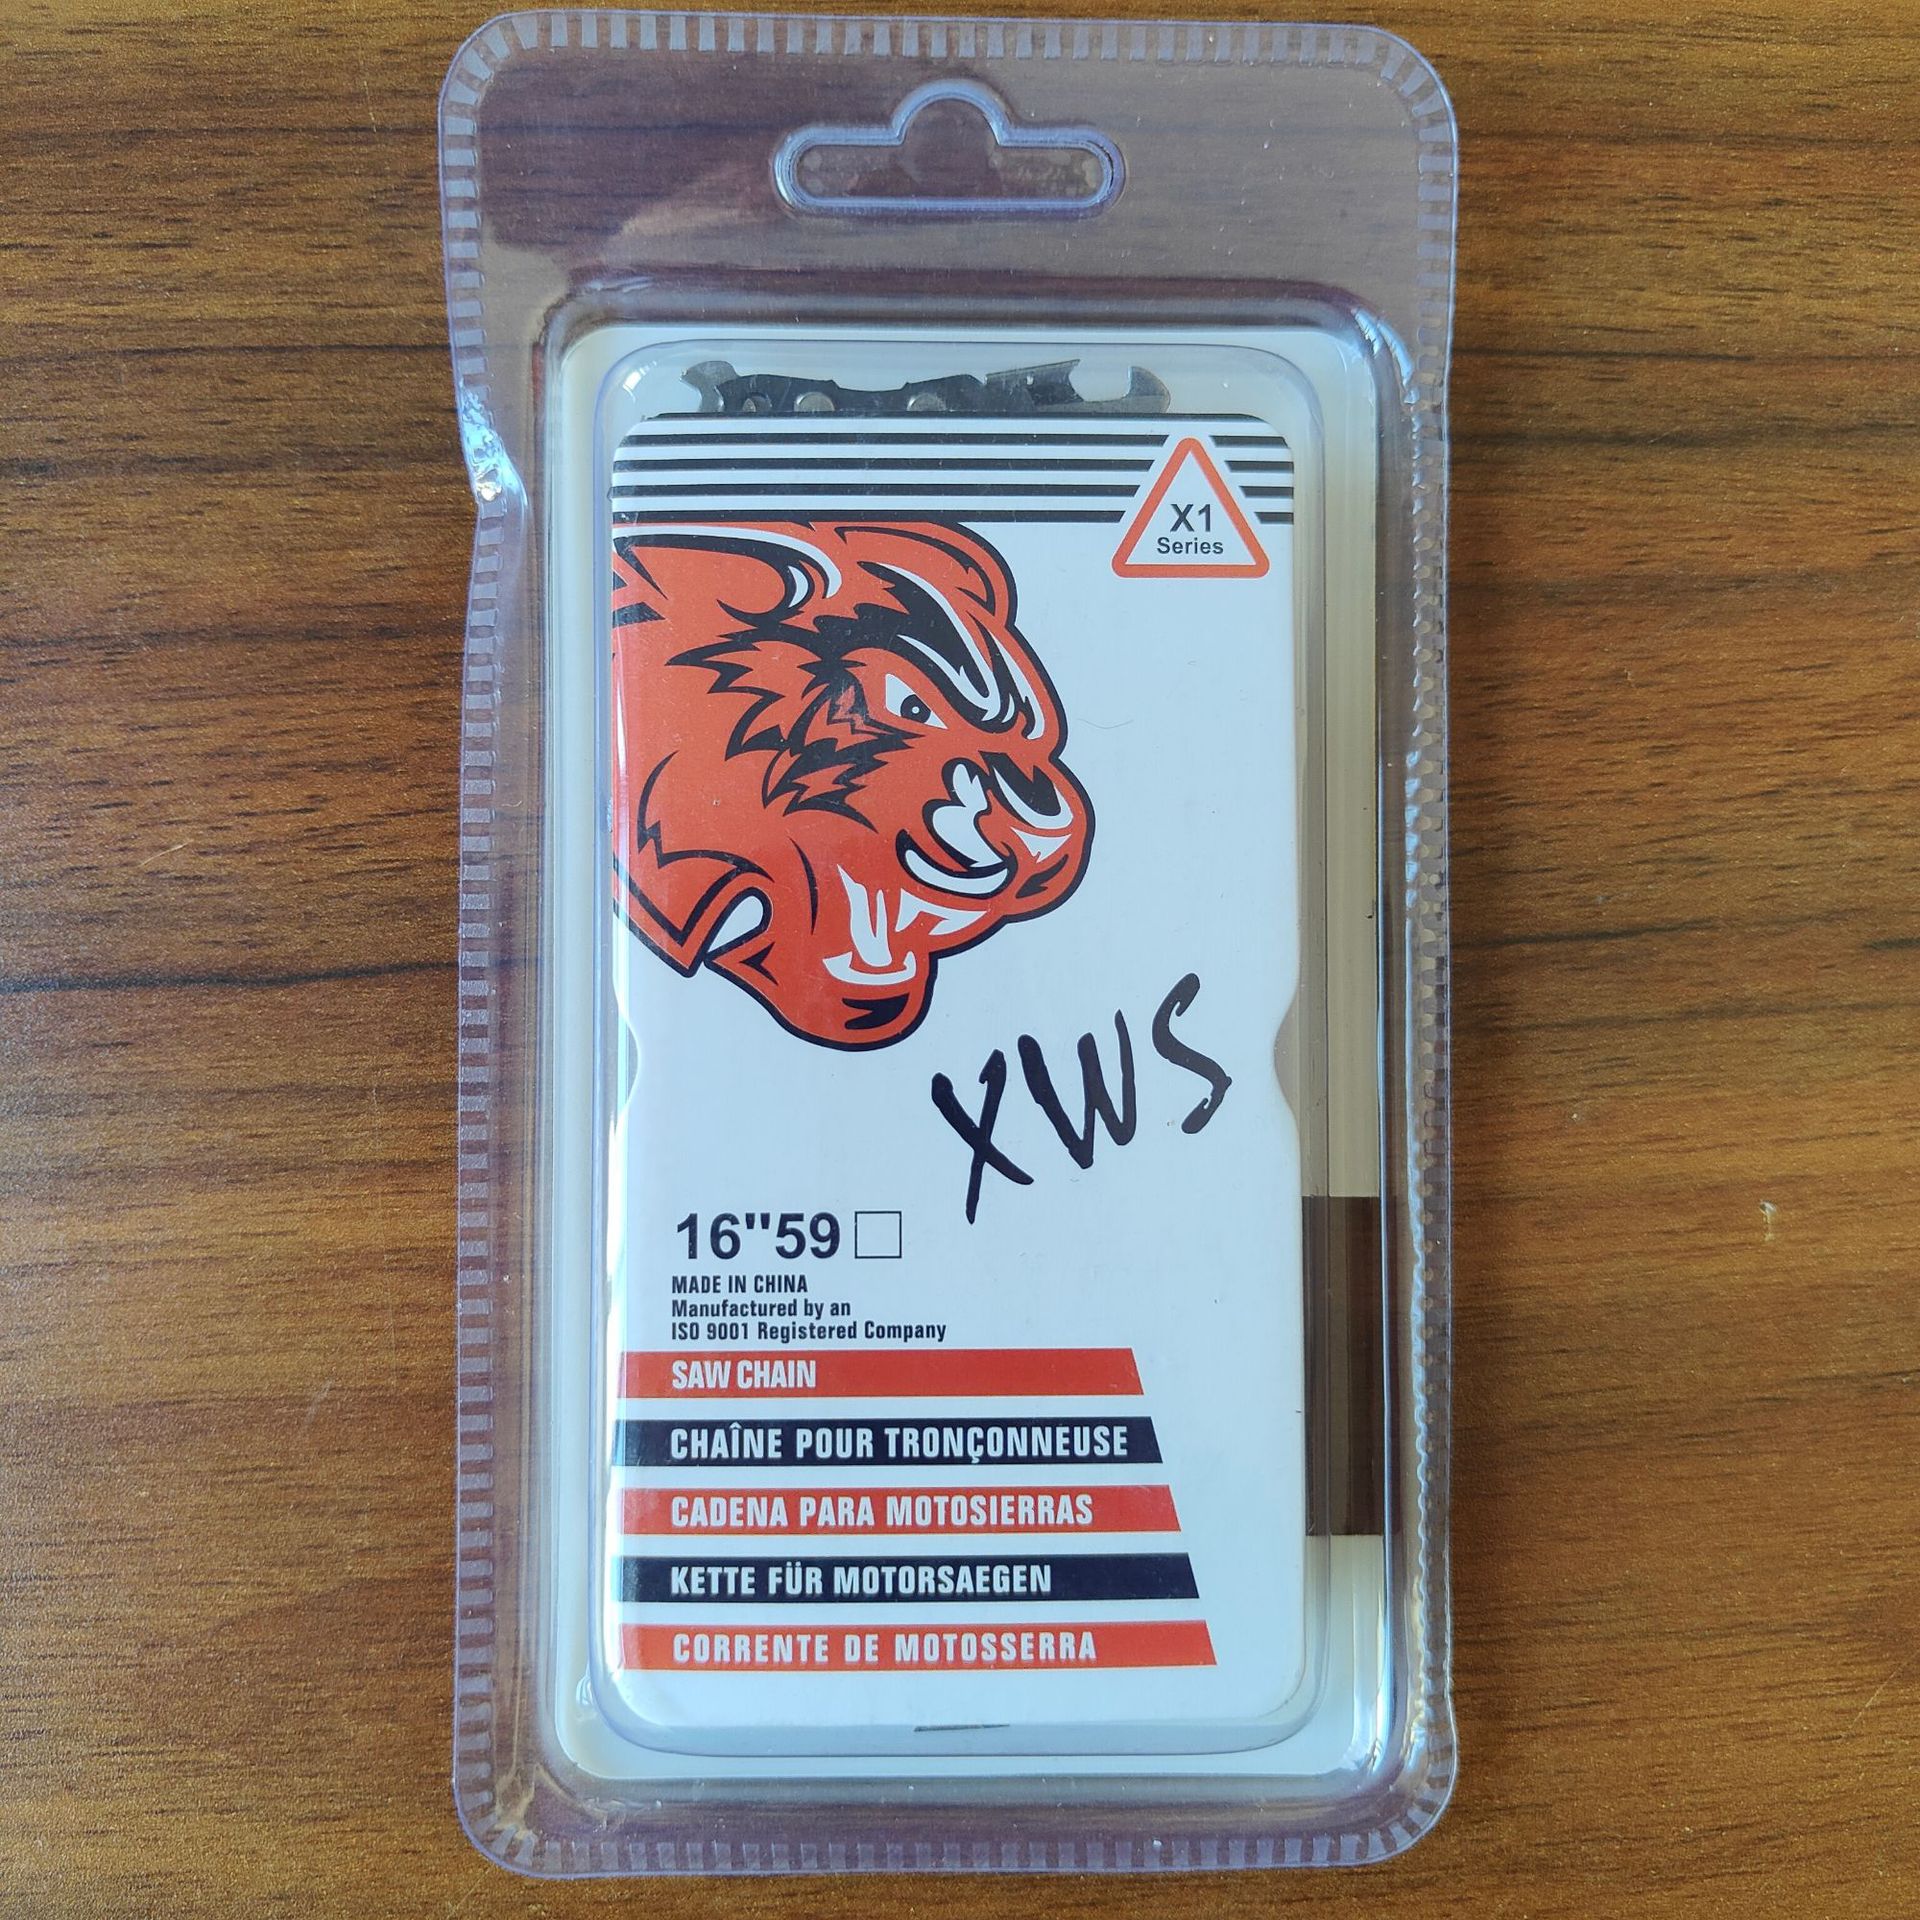 X1
Series
XWS
16"59□
MADE IN CHINA
Manufactured by an
ISO 9001 Registered Company
SAW CHAIN
CHAÎNE POUR TRONÇONNEUSE
CADENA PARA MOTOSIERRAS
KETTE FÜR MOTORSAEGEN
CORRENTE DE MOTOSSERRA